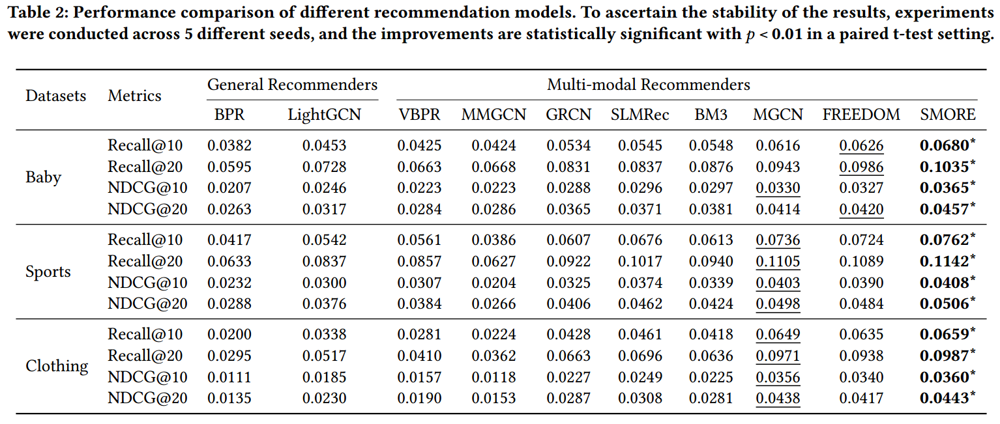 Table 2: Performance comparison of different recommendation models. To ascertain the stability of the results, experiments
were conducted across 5 different seeds, and the improvements are statistically significant with p < 0.01 in a paired t-test setting.
Datasets Metrics General Recommenders Multi-modal Recommenders
BPR LightGCN VBPR MMGCN GRCN SLMRec BM3 MGCN FREEDOM SMORE
Baby
Recall@10 0.0382 0.0453 0.0425 0.0424 0.0534 0.0545 0.0548 0.0616 0.0626 0.0680*
Recall@20 0.0595 0.0728 0.0663 0.0668 0.0831 0.0837 0.0876 0.0943 0.0986 0.1035*
NDCG@10 0.0207 0.0246 0.0223 0.0223 0.0288 0.0296 0.0297 0.0330 0.0327 0.0365*
NDCG@20 0.0263 0.0317 0.0284 0.0286 0.0365 0.0371 0.0381 0.0414 0.0420 0.0457*
Sports
Recall@10 0.0417 0.0542 0.0561 0.0386 0.0607 0.0676 0.0613 0.0736 0.0724 0.0762*
Recall@20 0.0633 0.0837 0.0857 0.0627 0.0922 0.1017 0.0940 0.1105 0.1089 0.1142*
NDCG@10 0.0232 0.0300 0.0307 0.0204 0.0325 0.0374 0.0339 0.0403 0.0390 0.0408*
NDCG@20 0.0288 0.0376 0.0384 0.0266 0.0406 0.0462 0.0424 0.0498 0.0484 0.0506*
Clothing
Recall@10 0.0200 0.0338 0.0281 0.0224 0.0428 0.0461 0.0418 0.0649 0.0635 0.0659*
Recall@20 0.0295 0.0517 0.0410 0.0362 0.0663 0.0696 0.0636 0.0971 0.0938 0.0987*
NDCG@10 0.0111 0.0185 0.0157 0.0118 0.0227 0.0249 0.0225 0.0356 0.0340 0.0360*
NDCG@20 0.0135 0.0230 0.0190 0.0153 0.0287 0.0308 0.0281 0.0438 0.0417 0.0443*